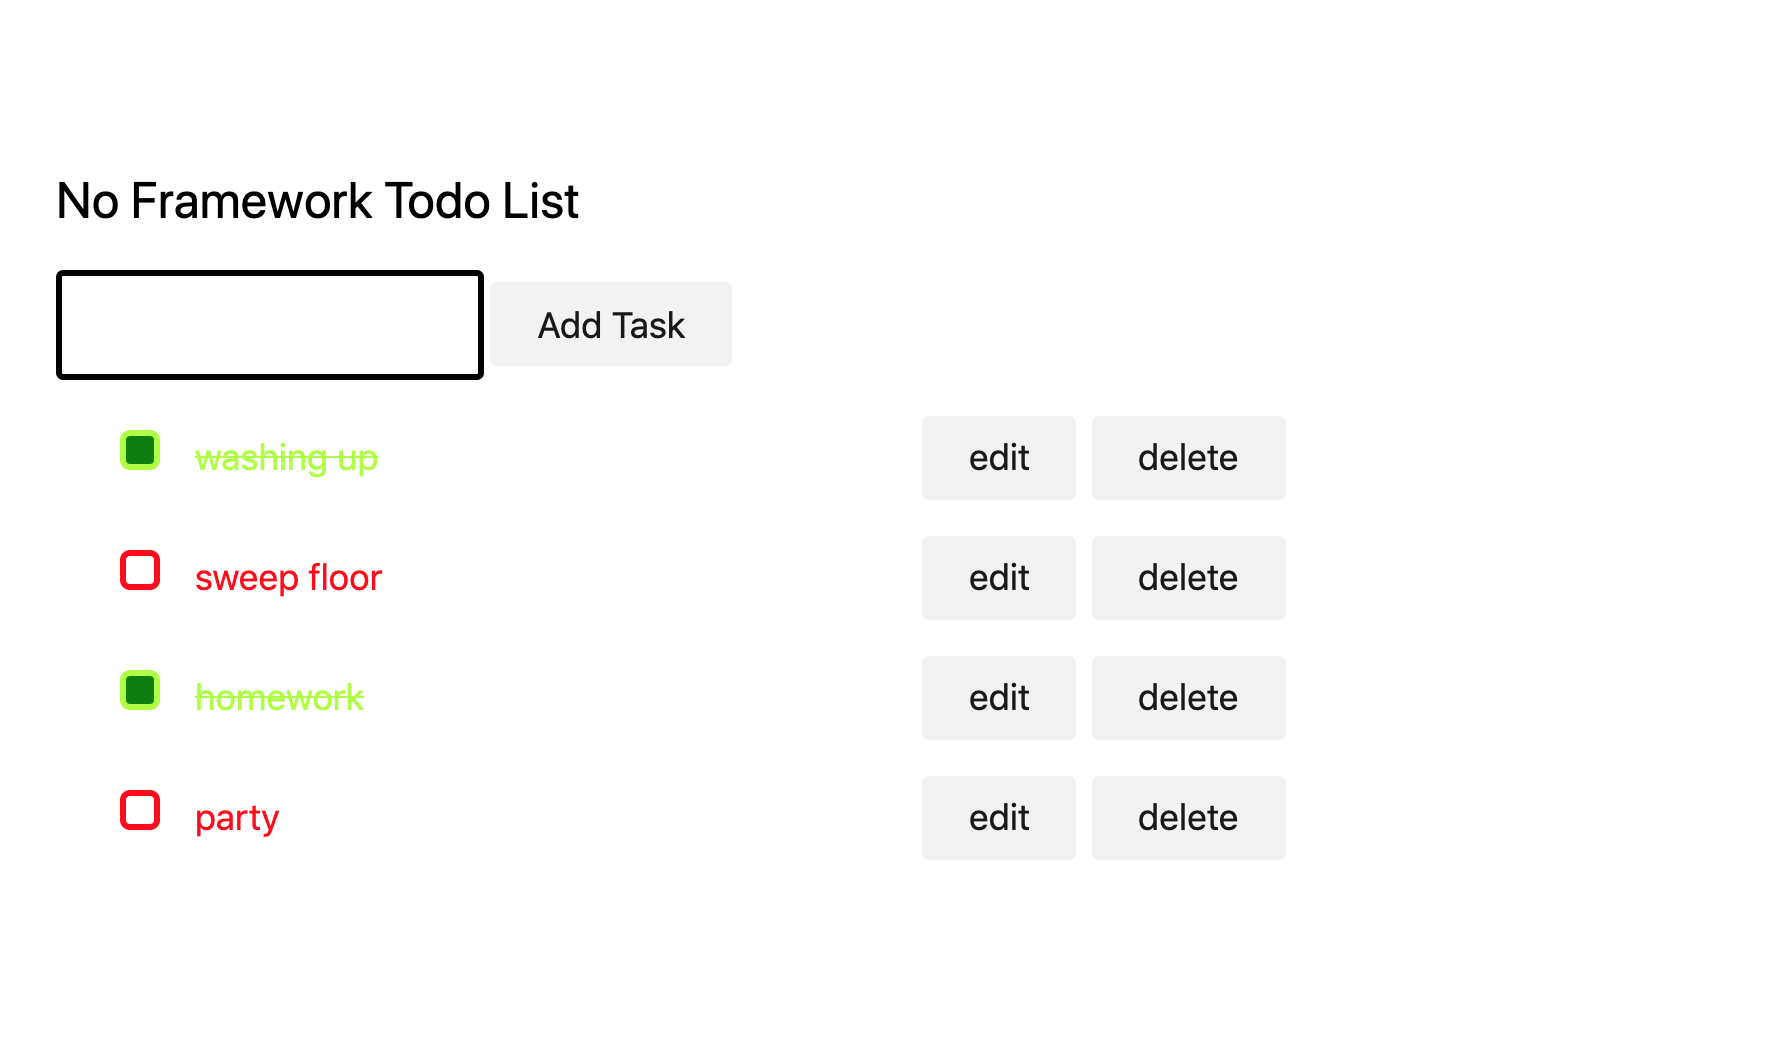 No Framework Todo List
Add Task
washing up edit delete
sweep floor edit delete
homework edit delete
party edit delete